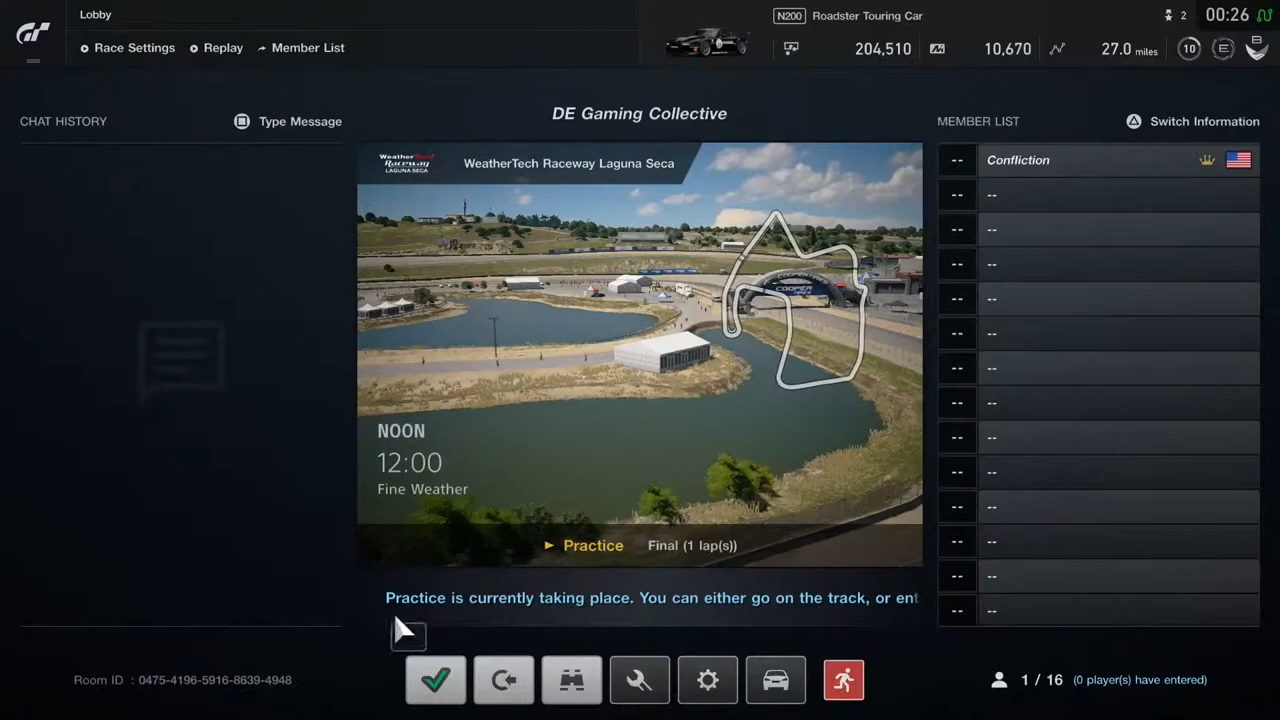 Lobby
N200 Roadster Touring Car
2
00:26
Race Settings
Replay
Member List
204,510
10,670
27.0 miles
10
E
B
CHAT HISTORY
Type Message
DE Gaming Collective
MEMBER LIST
Switch Information
WeatherTech Raceway LAGUNA SECA
WeatherTech Raceway Laguna Seca
-- Confliction
-- --
-- --
-- --
-- --
-- --
-- --
-- --
-- --
-- --
-- --
-- --
-- --
-- --
COOPER TIRES
NOON
12:00
Fine Weather
Practice Final (1 lap(s))
Practice is currently taking place. You can either go on the track, or ent
Room ID : 0475-4196-5916-8639-4948
1 / 16 (0 player(s) have entered)